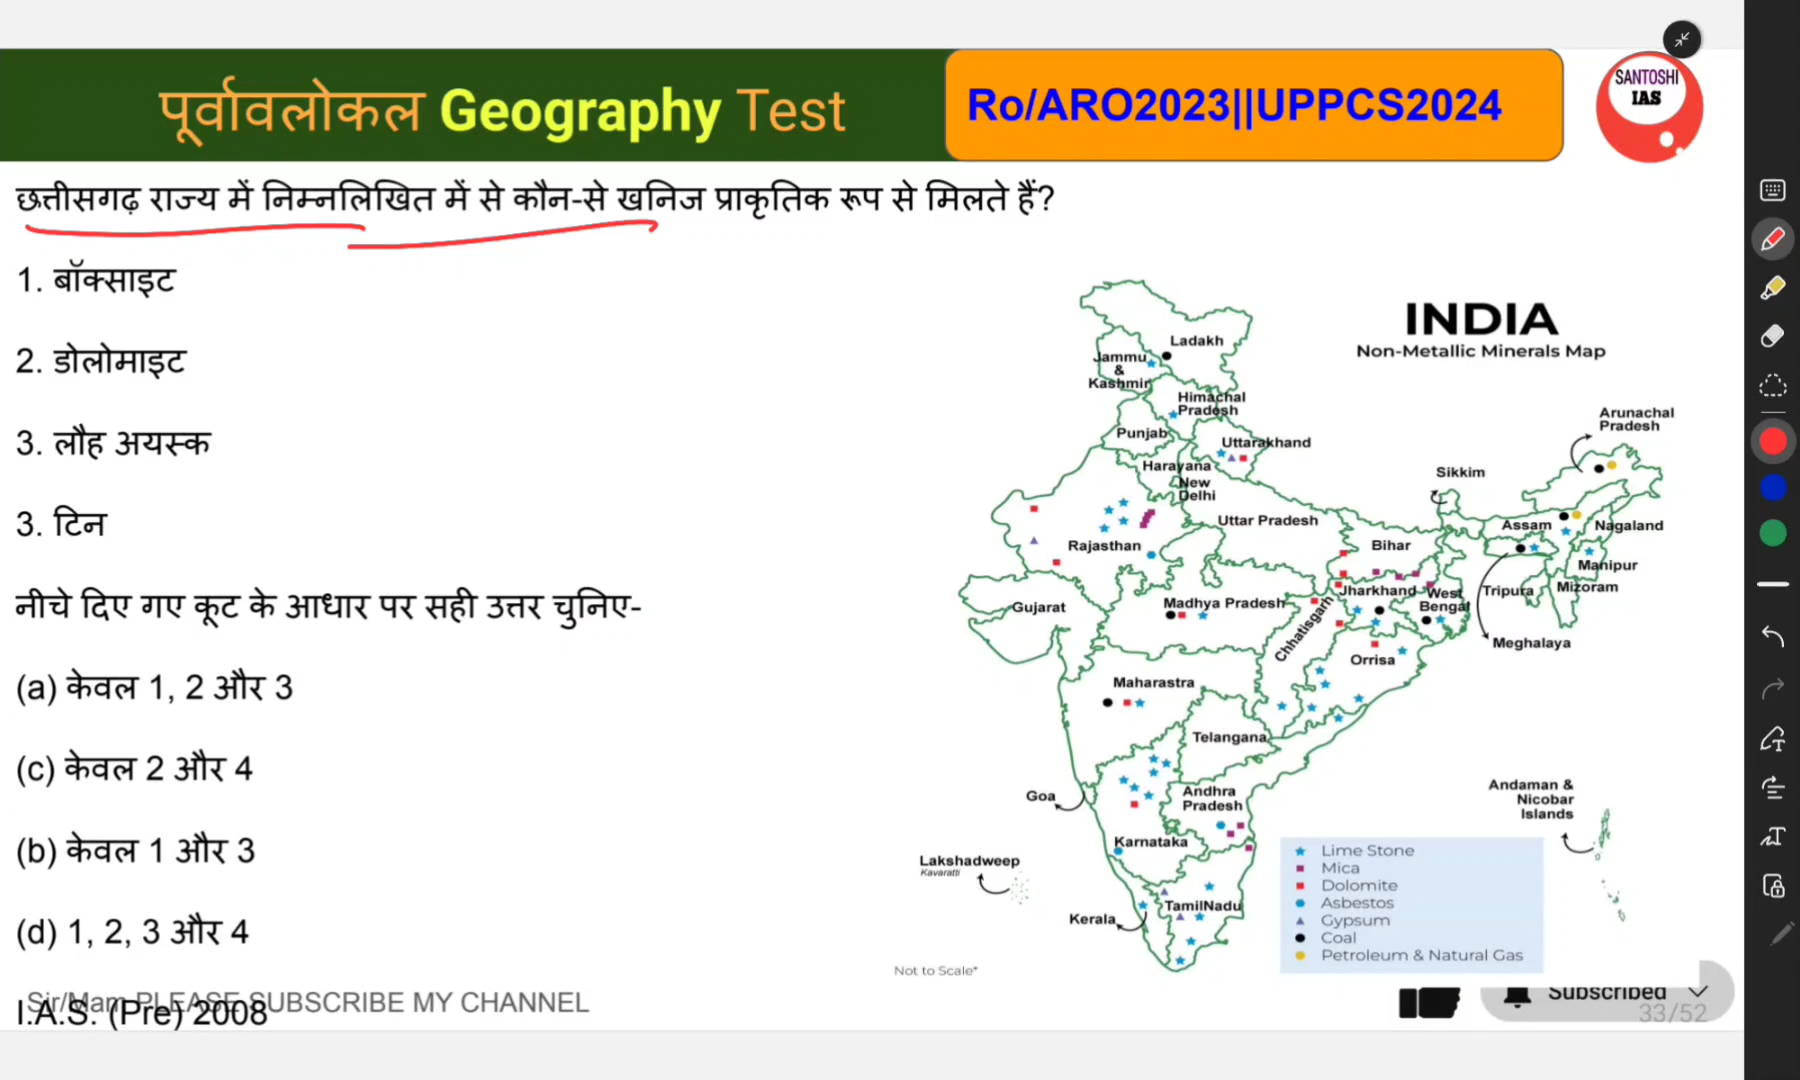 पूर्वावलोकल Geography Test
Ro/ARO2023||UPPCS2024
SANTOSHI
IAS
छत्तीसगढ़ राज्य में निम्नलिखित में से कौन-से खनिज प्राकृतिक रूप से मिलते हैं?
1. बॉक्साइट
2. डोलोमाइट
3. लौह अयस्क
3. टिन
नीचे दिए गए कूट के आधार पर सही उत्तर चुनिए-
(a) केवल 1, 2 और 3
(c) केवल 2 और 4
(b) केवल 1 और 3
(d) 1, 2, 3 और 4
Sir/Mam PLEASE SUBSCRIBE MY CHANNEL
I.A.S. (Pre) 2008
INDIA
Non-Metallic Minerals Map
Ladakh
Jammu
&
Kashmir
Himachal
Pradesh
Punjab
Uttarakhand
Harayana
New
Delhi
Arunachal
Pradesh
Sikkim
Uttar Pradesh
Assam
Nagaland
Rajasthan
Bihar
Manipur
Mizoram
Tripura
Meghalaya
Jharkhand
West
Bengal
Gujarat
Madhya Pradesh
Chhatisgarh
Orrisa
Maharastra
Telangana
Goa
Andhra
Pradesh
Karnataka
Andaman &
Nicobar
Islands
Lakshadweep
Kavaratti
Kerala
TamilNadu
Lime Stone
Mica
Dolomite
Asbestos
Gypsum
Coal
Petroleum & Natural Gas
Not to Scale*
Subscribed
33/52